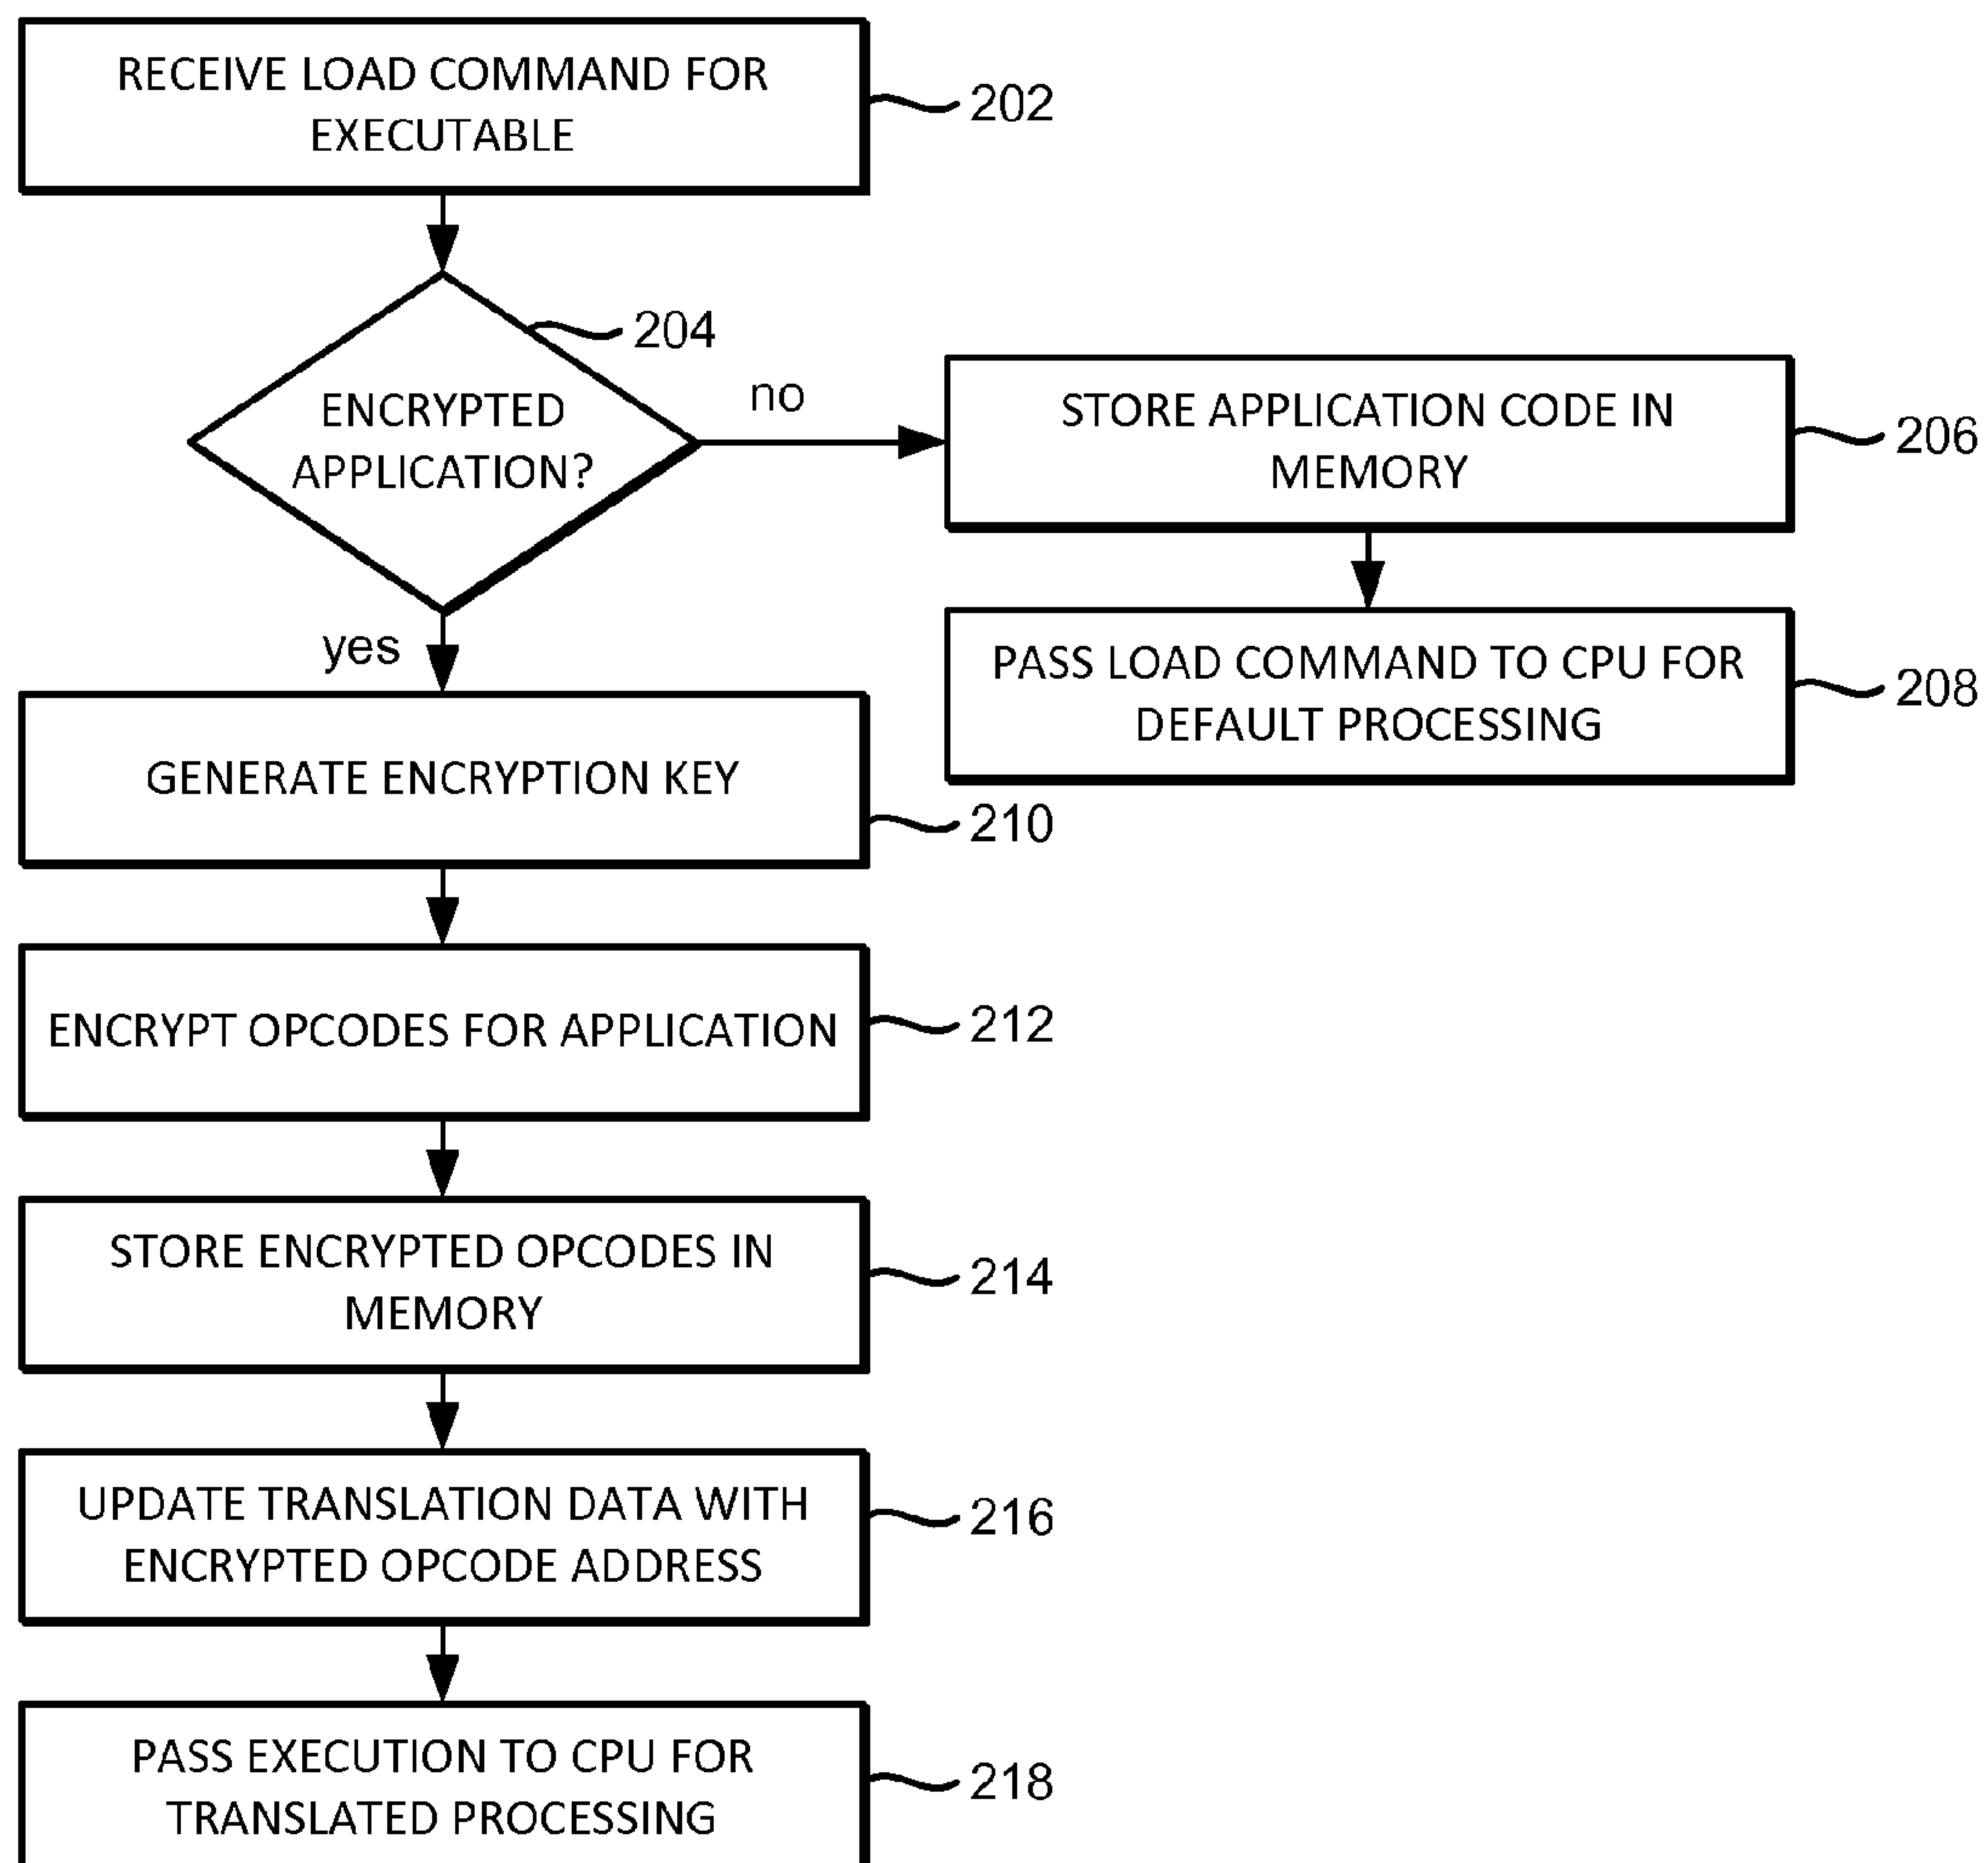 RECEIVE LOAD COMMAND FOR
EXECUTABLE
202
204
ENCRYPTED
APPLICATION?
no
STORE APPLICATION CODE IN
MEMORY
206
yes
PASS LOAD COMMAND TO CPU FOR
DEFAULT PROCESSING
208
GENERATE ENCRYPTION KEY
210
ENCRYPT OPCODES FOR APPLICATION
212
STORE ENCRYPTED OPCODES IN
MEMORY
214
UPDATE TRANSLATION DATA WITH
ENCRYPTED OPCODE ADDRESS
216
PASS EXECUTION TO CPU FOR
TRANSLATED PROCESSING
218